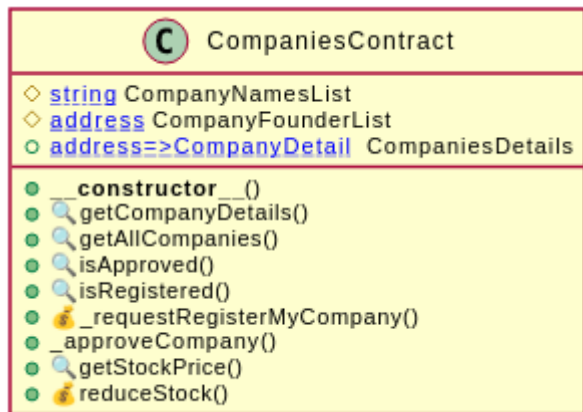 C CompaniesContract
string CompanyNamesList
address CompanyFounderList
address=>CompanyDetail CompaniesDetails
__constructor__()
🔍getCompanyDetails()
🔍getAllCompanies()
🔍isApproved()
🔍isRegistered()
💰_requestRegisterMyCompany()
_approveCompany()
🔍getStockPrice()
💰reduceStock()